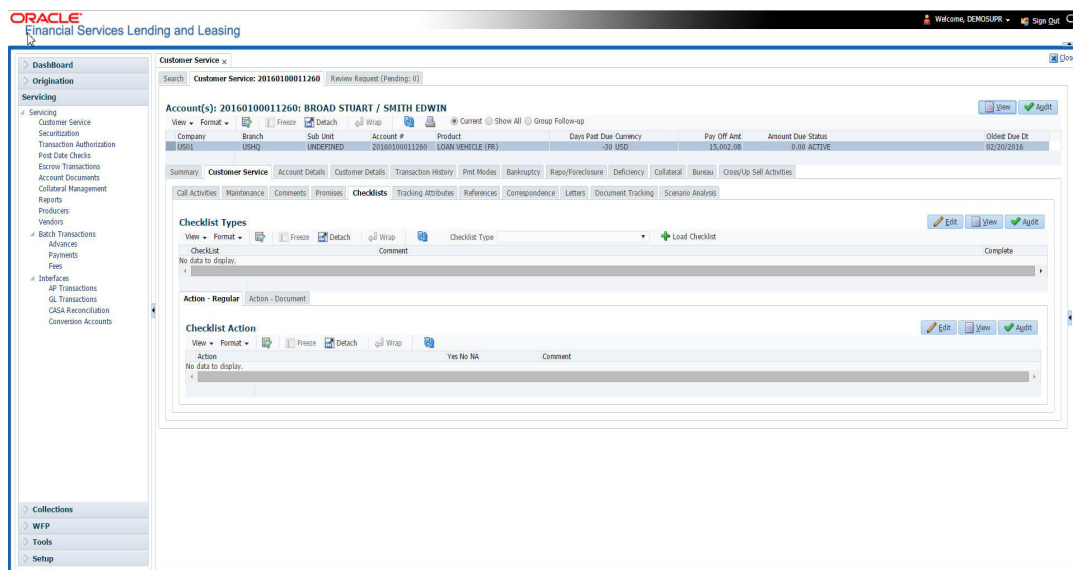 ORACLE®
Financial Services Lending and Leasing
Welcome, DEMOSUPR Sign Out
Close
DashBoard
Origination
Servicing
Servicing
Customer Service
Securitization
Transaction Authorization
Post Date Checks
Escrow Transactions
Account Documents
Collateral Management
Reports
Producers
Vendors
Batch Transactions
Advances
Payments
Fees
Interfaces
AP Transactions
GL Transactions
CASA Reconciliation
Conversion Accounts
Collections
WFP
Tools
Setup
Customer Service x
Search Customer Service: 20160100011260 Review Request (Pending: 0)
Account(s): 20160100011260: BROAD STUART / SMITH EDWIN View Audit
View Format Freeze Detach Wrap Current Show All Group Follow-up
Company Branch Sub Unit Account # Product Days Past Due Currency Pay Off Amt Amount Due Status Oldest Due Dt
US01 USHQ UNDEFINED 20160100011260 LOAN VEHICLE (FR) -30 USD 15,002.08 0.00 ACTIVE 02/20/2016
Summary Customer Service Account Details Customer Details Transaction History Pmt Modes Bankruptcy Repo/Foreclosure Deficiency Collateral Bureau Cross/Up Sell Activities
Call Activities Maintenance Comments Promises Checklists Tracking Attributes References Correspondence Letters Document Tracking Scenario Analysis
Checklist Types Edit View Audit
View Format Freeze Detach Wrap Checklist Type Load Checklist
CheckList Comment Complete
No data to display.
Action - Regular Action - Document
Checklist Action Edit View Audit
View Format Freeze Detach Wrap
Action Yes No NA Comment
No data to display.